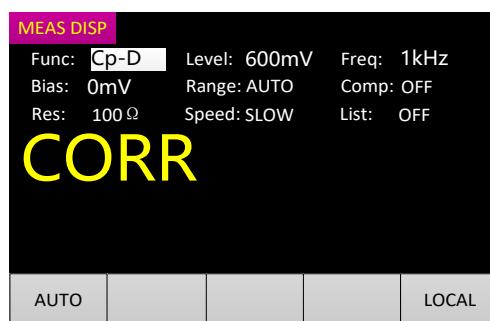 MEAS DISP
Func: Cp-D Level: 600mV Freq: 1kHz
Bias: 0mV Range: AUTO Comp: OFF
Res: 100 Ω Speed: SLOW List: OFF
CORR
AUTO LOCAL